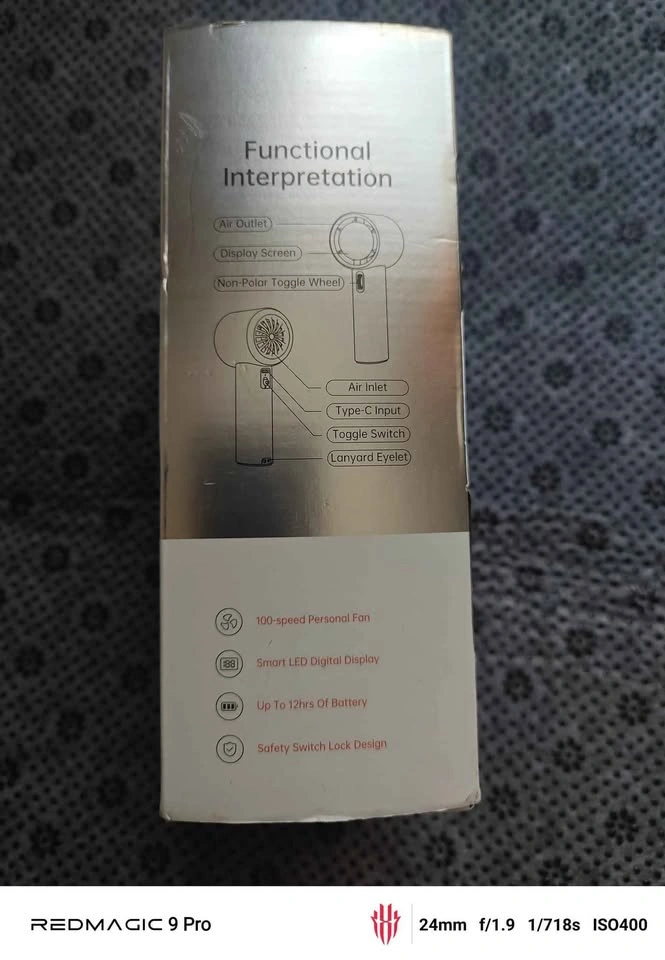 Functional
Interpretation
Air Outlet
Display Screen
Non-Polar Toggle Wheel
Air Inlet
Type-C Input
Toggle Switch
Lanyard Eyelet
100-speed Personal Fan
Smart LED Digital Display
Up To 12hrs Of Battery
Safety Switch Lock Design
REDMAGIC 9 Pro
24mm f/1.9 1/718s ISO400